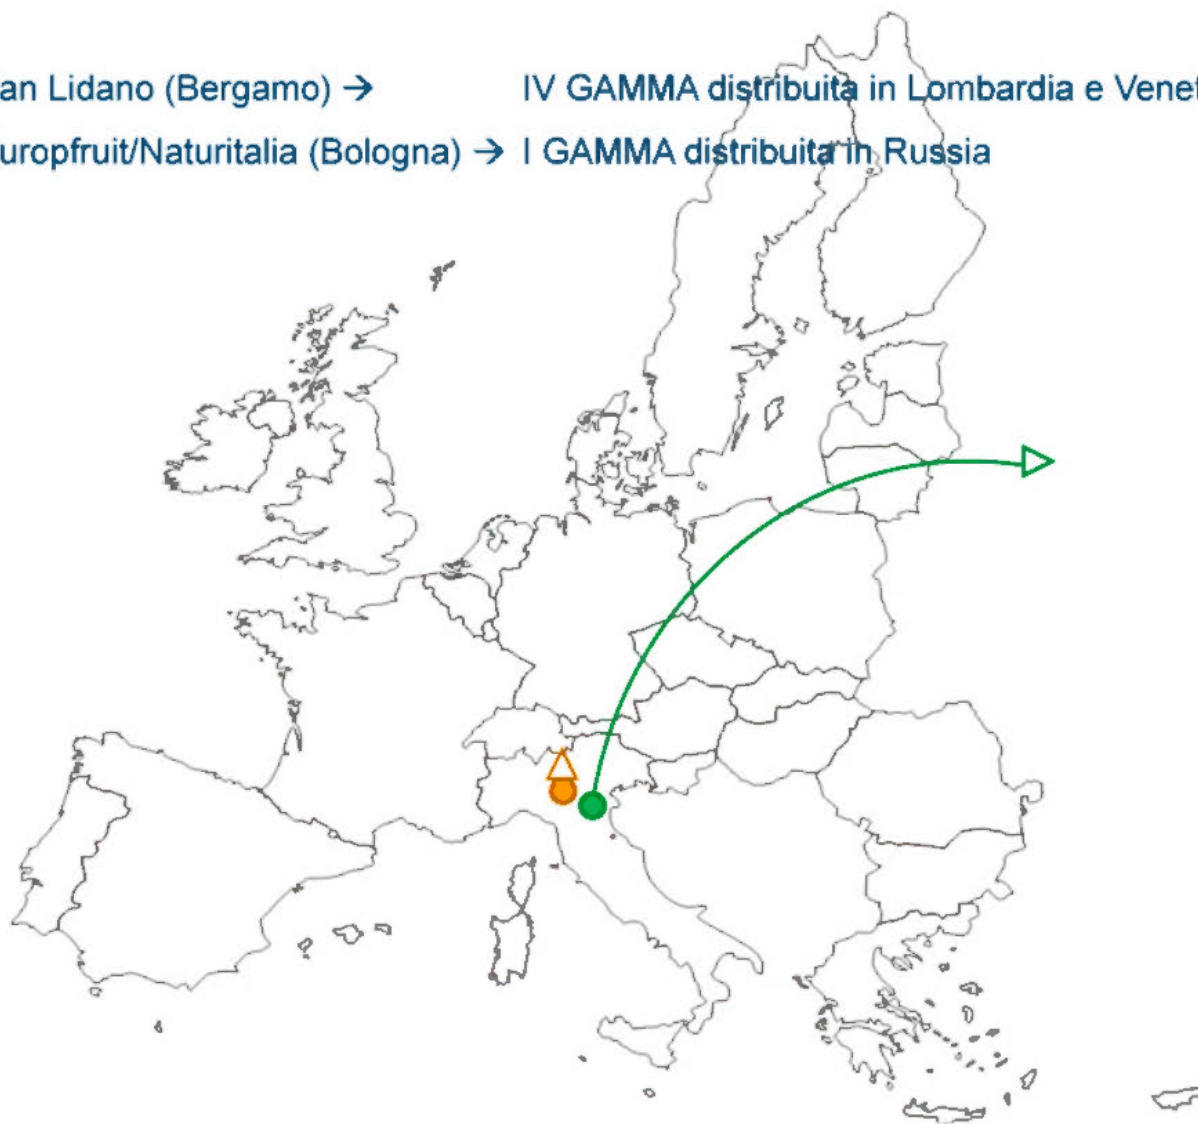 an Lidano (Bergamo) → IV GAMMA distribuita in Lombardia e Venet
uropfruit/Naturitalia (Bologna) → I GAMMA distribuita in Russia